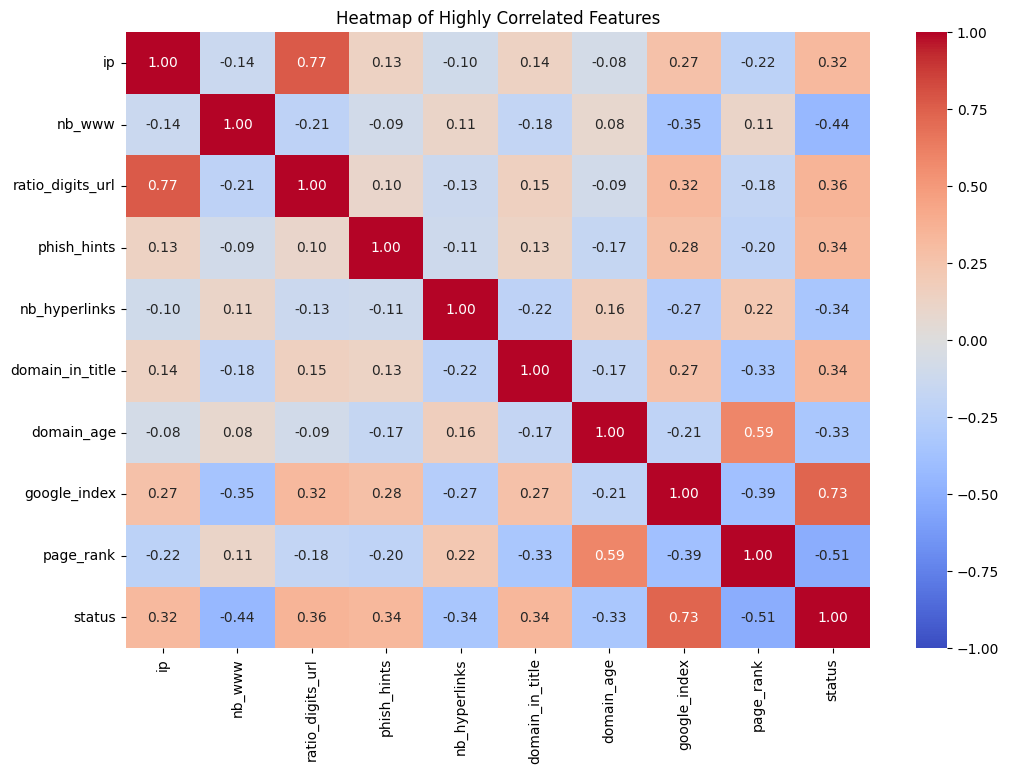 Heatmap of Highly Correlated Features
ip 1.00 -0.14 0.77 0.13 -0.10 0.14 -0.08 0.27 -0.22 0.32
nb_www -0.14 1.00 -0.21 -0.09 0.11 -0.18 0.08 -0.35 0.11 -0.44
ratio_digits_url 0.77 -0.21 1.00 0.10 -0.13 0.15 -0.09 0.32 -0.18 0.36
phish_hints 0.13 -0.09 0.10 1.00 -0.11 0.13 -0.17 0.28 -0.20 0.34
nb_hyperlinks -0.10 0.11 -0.13 -0.11 1.00 -0.22 0.16 -0.27 0.22 -0.34
domain_in_title 0.14 -0.18 0.15 0.13 -0.22 1.00 -0.17 0.27 -0.33 0.34
domain_age -0.08 0.08 -0.09 -0.17 0.16 -0.17 1.00 -0.21 0.59 -0.33
google_index 0.27 -0.35 0.32 0.28 -0.27 0.27 -0.21 1.00 -0.39 0.73
page_rank -0.22 0.11 -0.18 -0.20 0.22 -0.33 0.59 -0.39 1.00 -0.51
status 0.32 -0.44 0.36 0.34 -0.34 0.34 -0.33 0.73 -0.51 1.00
ip
nb_www
ratio_digits_url
phish_hints
nb_hyperlinks
domain_in_title
domain_age
google_index
page_rank
status
1.00
0.75
0.50
0.25
0.00
−0.25
−0.50
−0.75
−1.00